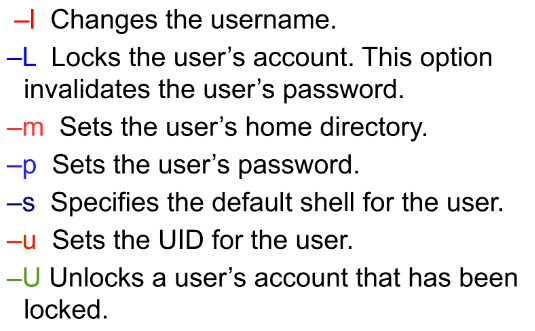 –l Changes the username.
–L Locks the user’s account. This option
invalidates the user’s password.
–m Sets the user’s home directory.
–p Sets the user’s password.
–s Specifies the default shell for the user.
–u Sets the UID for the user.
–U Unlocks a user’s account that has been
locked.